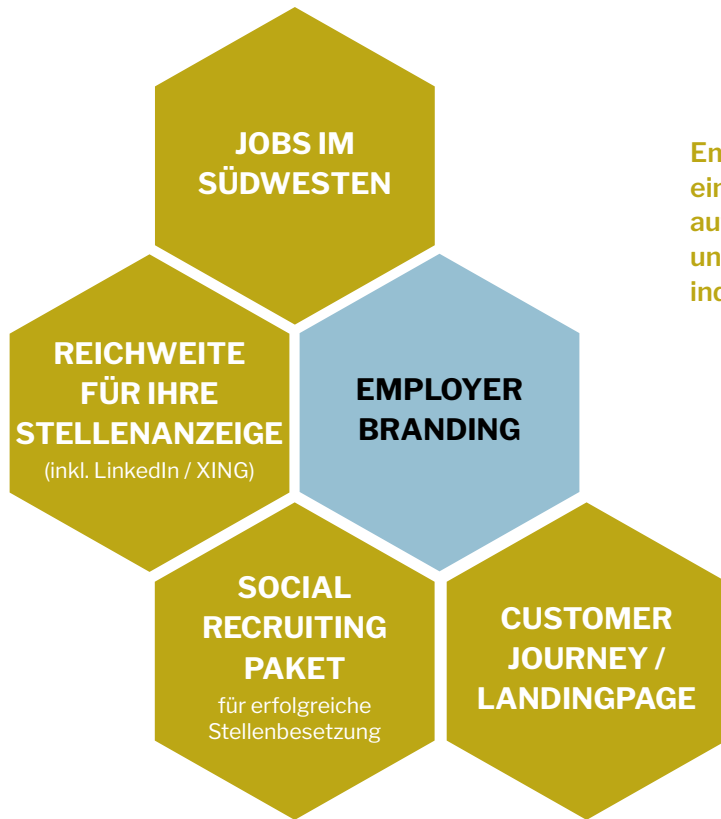 JOBS IM
SÜDWESTEN
REICHWEITE
FÜR IHRE
STELLENANZEIGE
(inkl. LinkedIn / XING)
EMPLOYER
BRANDING
SOCIAL
RECRUITING
PAKET
für erfolgreiche
Stellenbesetzung
CUSTOMER
JOURNEY /
LANDINGPAGE